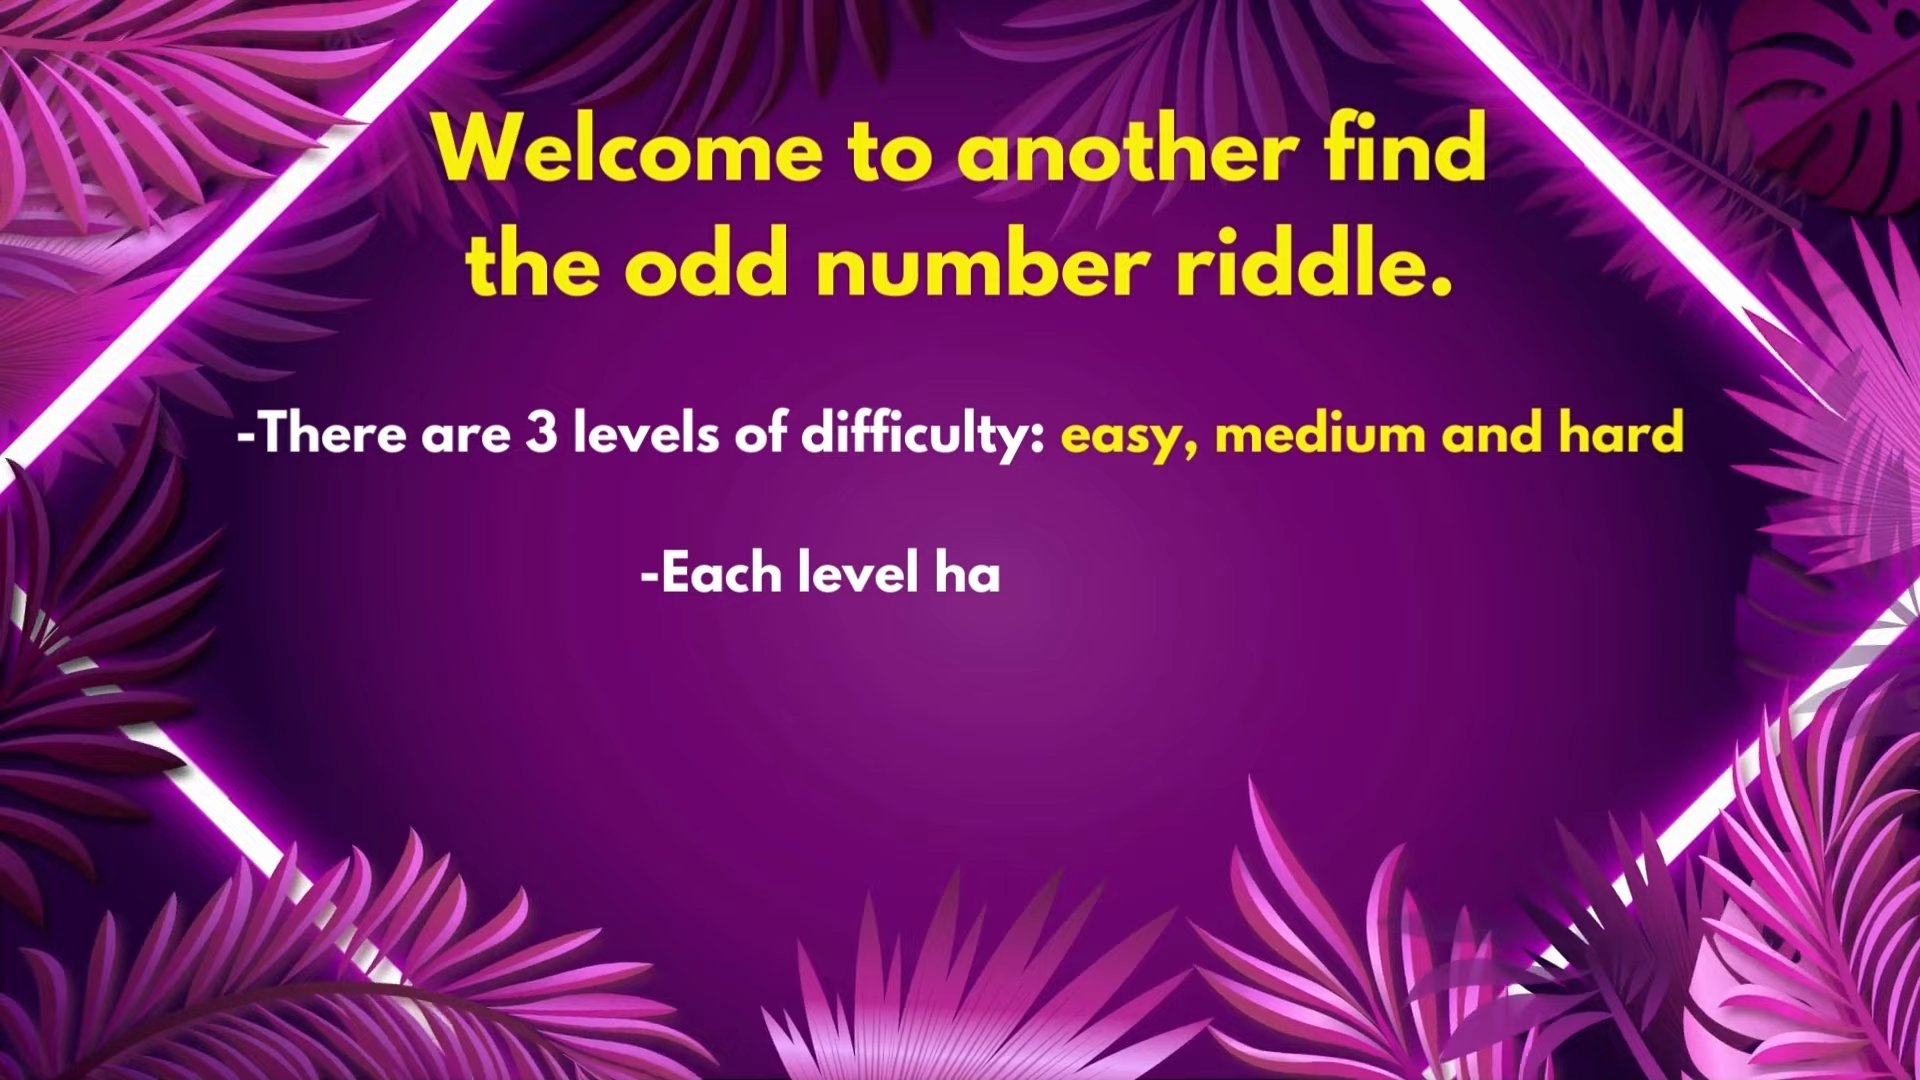 Welcome to another find
the odd number riddle.
-There are 3 levels of difficulty: easy, medium and hard
-Each level ha